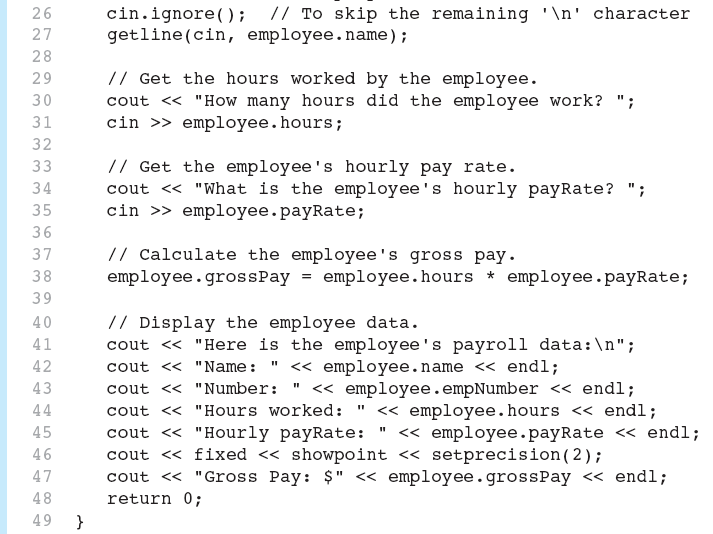 26 cin.ignore(); // To skip the remaining '\n' character
27 getline(cin, employee.name);
28
29 // Get the hours worked by the employee.
30 cout << "How many hours did the employee work? ";
31 cin >> employee.hours;
32
33 // Get the employee's hourly pay rate.
34 cout << "What is the employee's hourly payRate? ";
35 cin >> employee.payRate;
36
37 // Calculate the employee's gross pay.
38 employee.grossPay = employee.hours * employee.payRate;
39
40 // Display the employee data.
41 cout << "Here is the employee's payroll data:\n";
42 cout << "Name: " << employee.name << endl;
43 cout << "Number: " << employee.empNumber << endl;
44 cout << "Hours worked: " << employee.hours << endl;
45 cout << "Hourly payRate: " << employee.payRate << endl;
46 cout << fixed << showpoint << setprecision(2);
47 cout << "Gross Pay: $" << employee.grossPay << endl;
48 return 0;
49 }